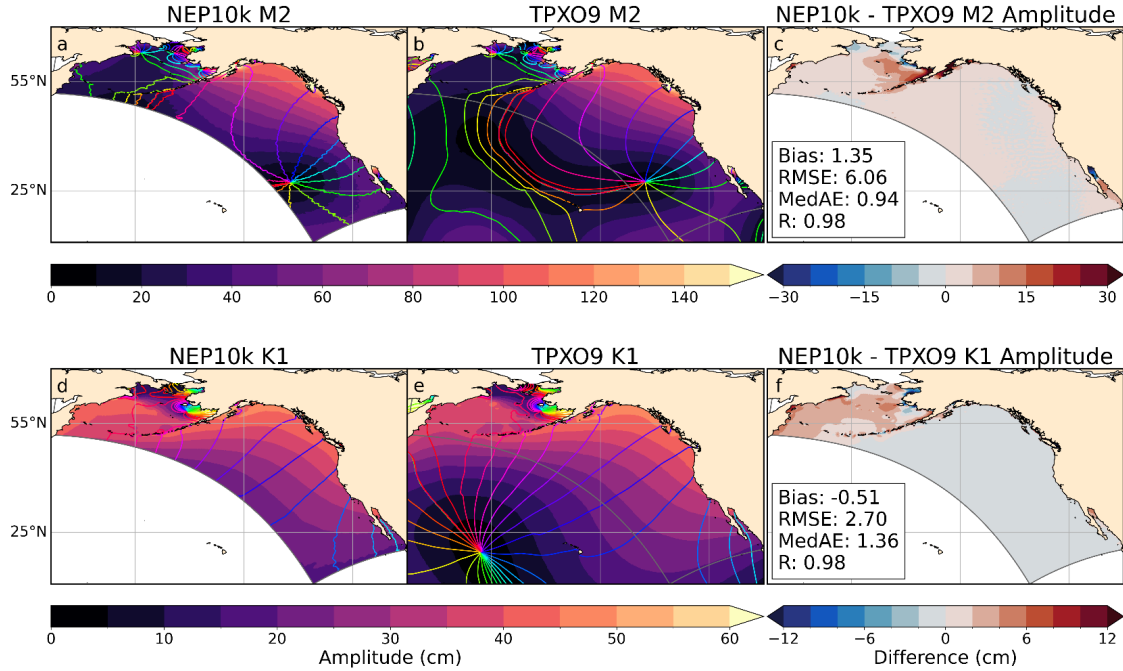 NEP10k M2
TPXO9 M2
NEP10k - TPXO9 M2 Amplitude
a
b
c
55°N
25°N
Bias: 1.35
RMSE: 6.06
MedAE: 0.94
R: 0.98
0 20 40 60 80 100 120 140
−30 −15 0 15 30
NEP10k K1
TPXO9 K1
NEP10k - TPXO9 K1 Amplitude
d
e
f
55°N
25°N
Bias: -0.51
RMSE: 2.70
MedAE: 1.36
R: 0.98
0 10 20 30 40 50 60
Amplitude (cm)
−12 −6 0 6 12
Difference (cm)